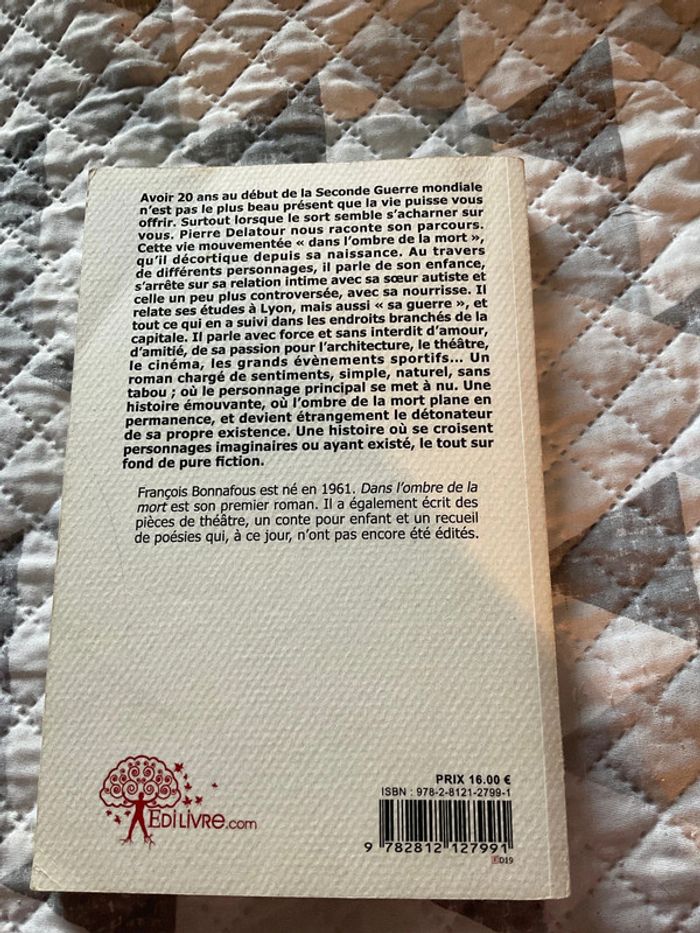 Avoir 20 ans au début de la Seconde Guerre mondiale
n'est pas le plus beau présent que la vie puisse vous
offrir. Surtout lorsque le sort semble s'acharner sur
vous. Pierre Delatour nous raconte son parcours.
Cette vie mouvementée « dans l'ombre de la mort »,
qu'il décortique depuis sa naissance. Au travers
de différents personnages, il parle de son enfance,
s'arrête sur sa relation intime avec sa sœur autiste et
celle un peu plus controversée, avec sa nourrisse. Il
relate ses études à Lyon, mais aussi « sa guerre », et
tout ce qui en a suivi dans les endroits branchés de la
capitale. Il parle avec force et sans interdit d'amour,
d'amitié, de sa passion pour l'architecture, le théâtre,
le cinéma, les grands évènements sportifs... Un
roman chargé de sentiments, simple, naturel, sans
tabou ; où le personnage principal se met à nu. Une
histoire émouvante, où l'ombre de la mort plane en
permanence, et devient étrangement le détonateur
de sa propre existence. Une histoire où se croisent
personnages imaginaires ou ayant existé, le tout sur
fond de pure fiction.
François Bonnafous est né en 1961. Dans l'ombre de la
mort est son premier roman. Il a également écrit des
pièces de théâtre, un conte pour enfant et un recueil
de poésies qui, à ce jour, n'ont pas encore été édités.
EDILIVRE.com
PRIX 16.00 €
ISBN : 978-2-8121-2799-1
9 782812 127991
ED19